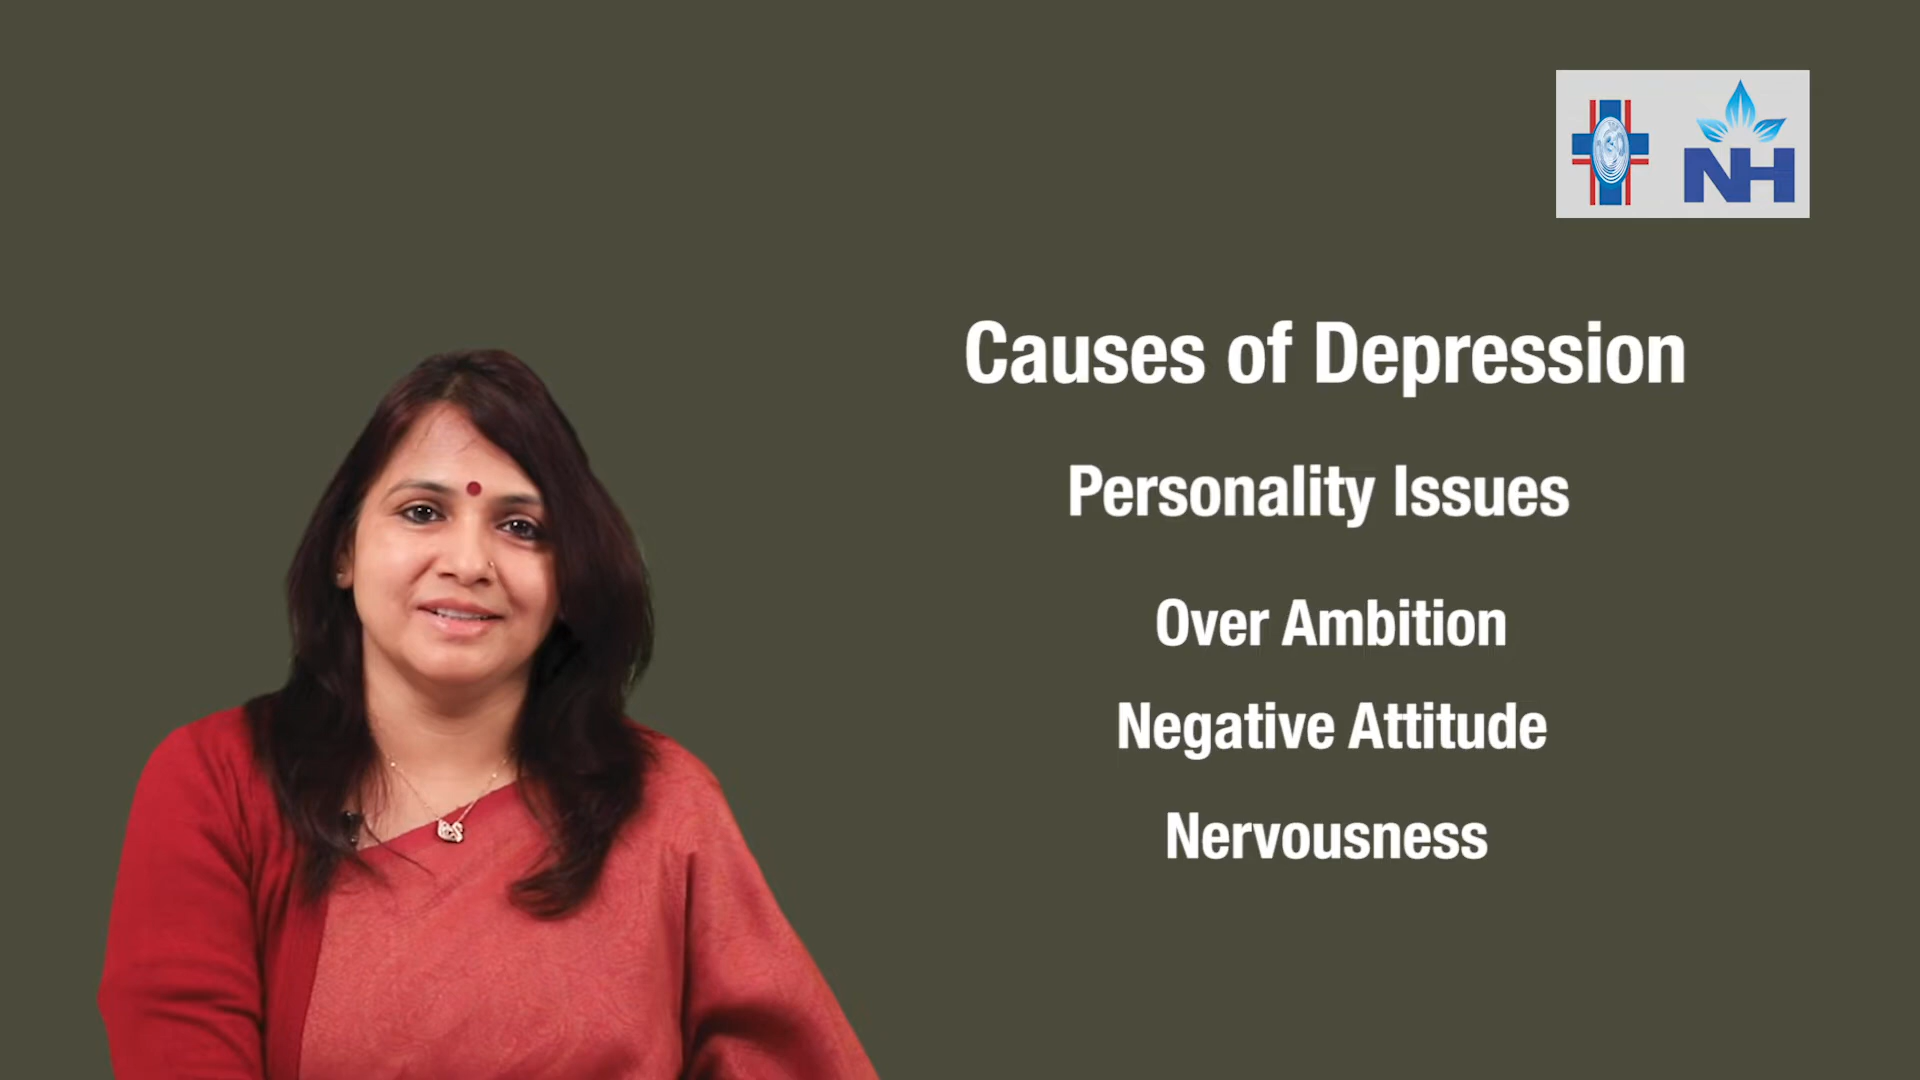 NH
Causes of Depression
Personality Issues
Over Ambition
Negative Attitude
Nervousness